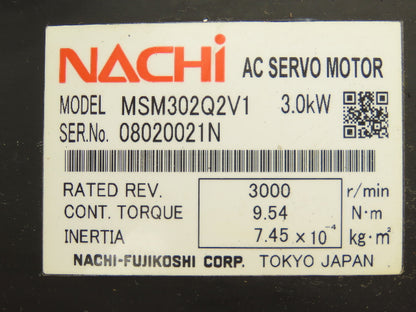 NACHi AC SERVO MOTOR
MODEL MSM302Q2V1 3.0kW
SER.No. 08020021N
RATED REV. 3000 r/min
CONT. TORQUE 9.54 N·m
INERTIA 7.45 × 10⁻⁴ kg·m²
NACHI-FUJIKOSHI CORP. TOKYO JAPAN